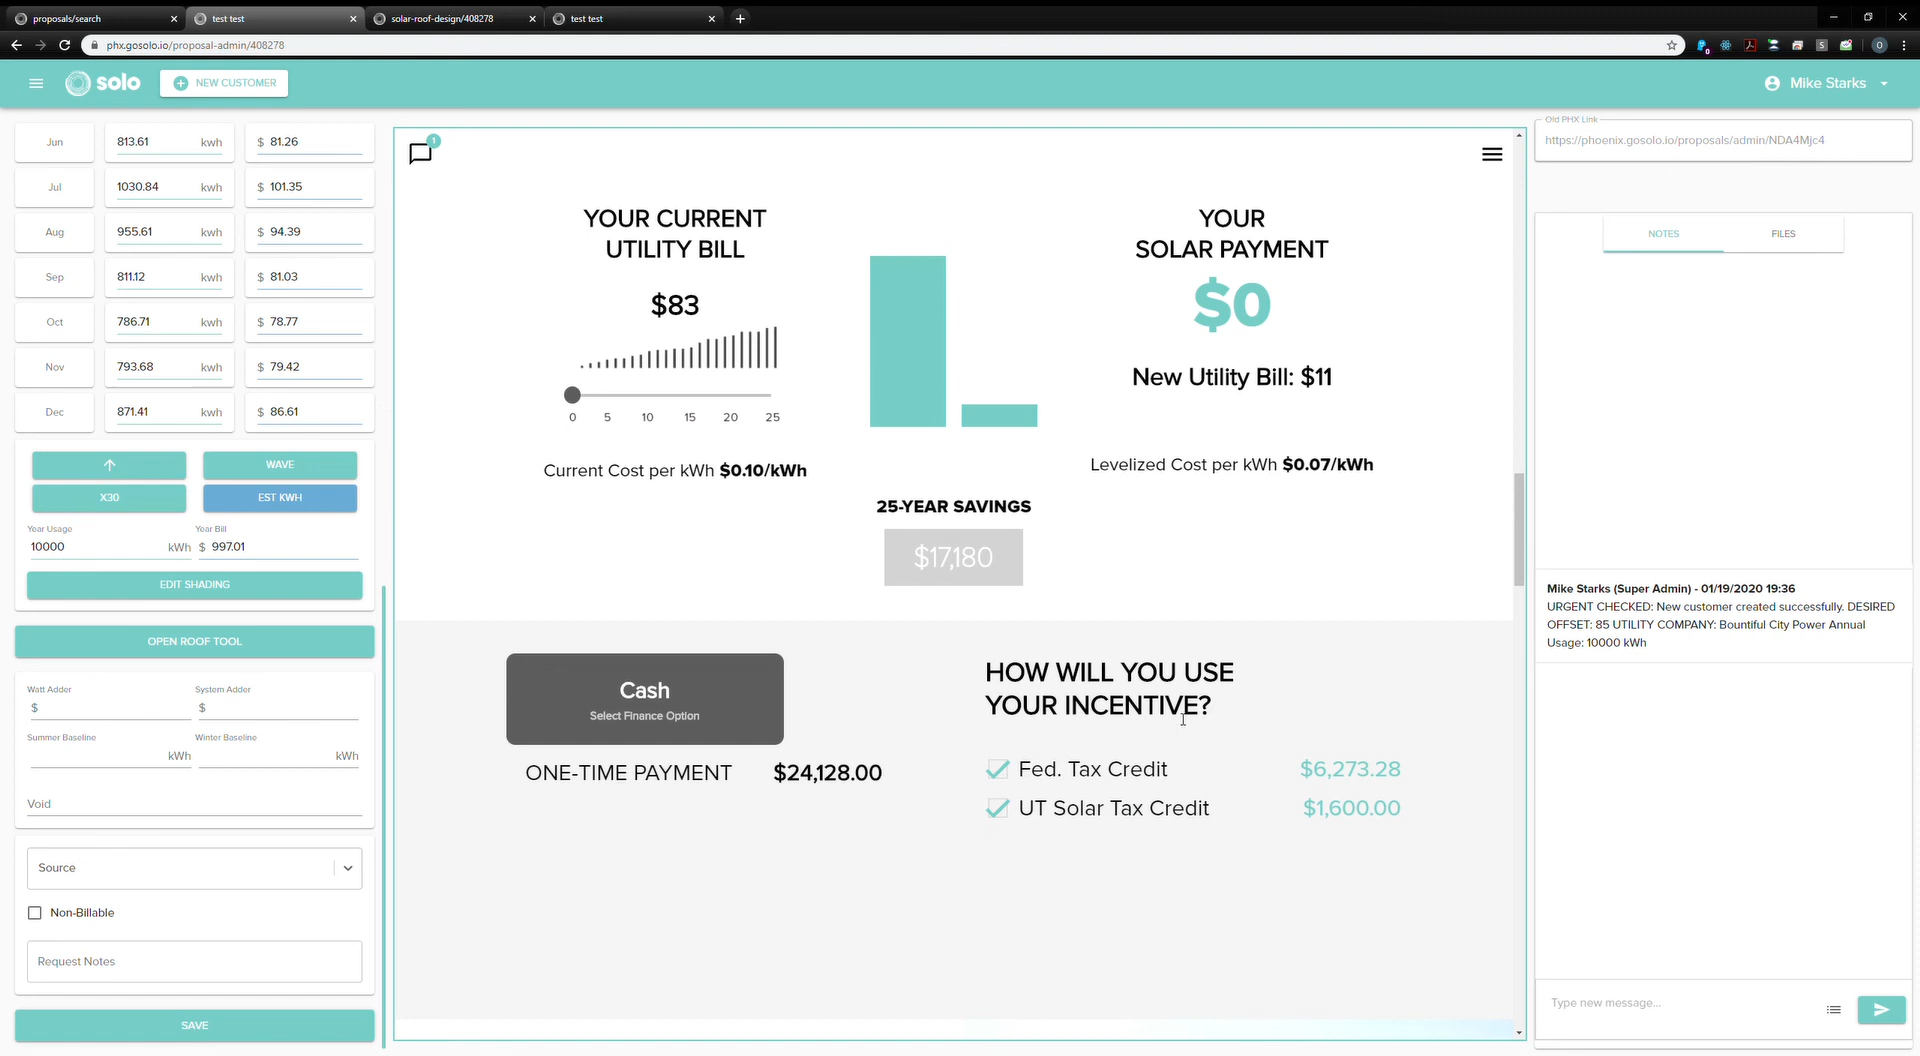 proposals/search
test test
solar-roof-design/408278
test test
phx.gosolo.io/proposal-admin/408278
solo
NEW CUSTOMER
Mike Starks
Jun 813.61 kwh $ 81.26
Jul 1030.84 kwh $ 101.35
Aug 955.61 kwh $ 94.39
Sep 811.12 kwh $ 81.03
Oct 786.71 kwh $ 78.77
Nov 793.68 kwh $ 79.42
Dec 871.41 kwh $ 86.61
WAVE
X30
EST KWH
Year Usage
10000 kWh
Year Bill
$ 997.01
EDIT SHADING
OPEN ROOF TOOL
Watt Adder
$
System Adder
$
Summer Baseline
kWh
Winter Baseline
kWh
Void
Source
Non-Billable
Request Notes
SAVE
1
YOUR CURRENT
UTILITY BILL
$83
0 5 10 15 20 25
Current Cost per kWh $0.10/kWh
YOUR
SOLAR PAYMENT
$0
New Utility Bill: $11
Levelized Cost per kWh $0.07/kWh
25-YEAR SAVINGS
$17,180
Cash
Select Finance Option
ONE-TIME PAYMENT $24,128.00
HOW WILL YOU USE
YOUR INCENTIVE?
Fed. Tax Credit $6,273.28
UT Solar Tax Credit $1,600.00
Old PHX Link
https://phoenix.gosolo.io/proposals/admin/NDA4Mjc4
NOTES
FILES
Mike Starks (Super Admin) - 01/19/2020 19:36
URGENT CHECKED: New customer created successfully. DESIRED
OFFSET: 85 UTILITY COMPANY: Bountiful City Power Annual
Usage: 10000 kWh
Type new message...